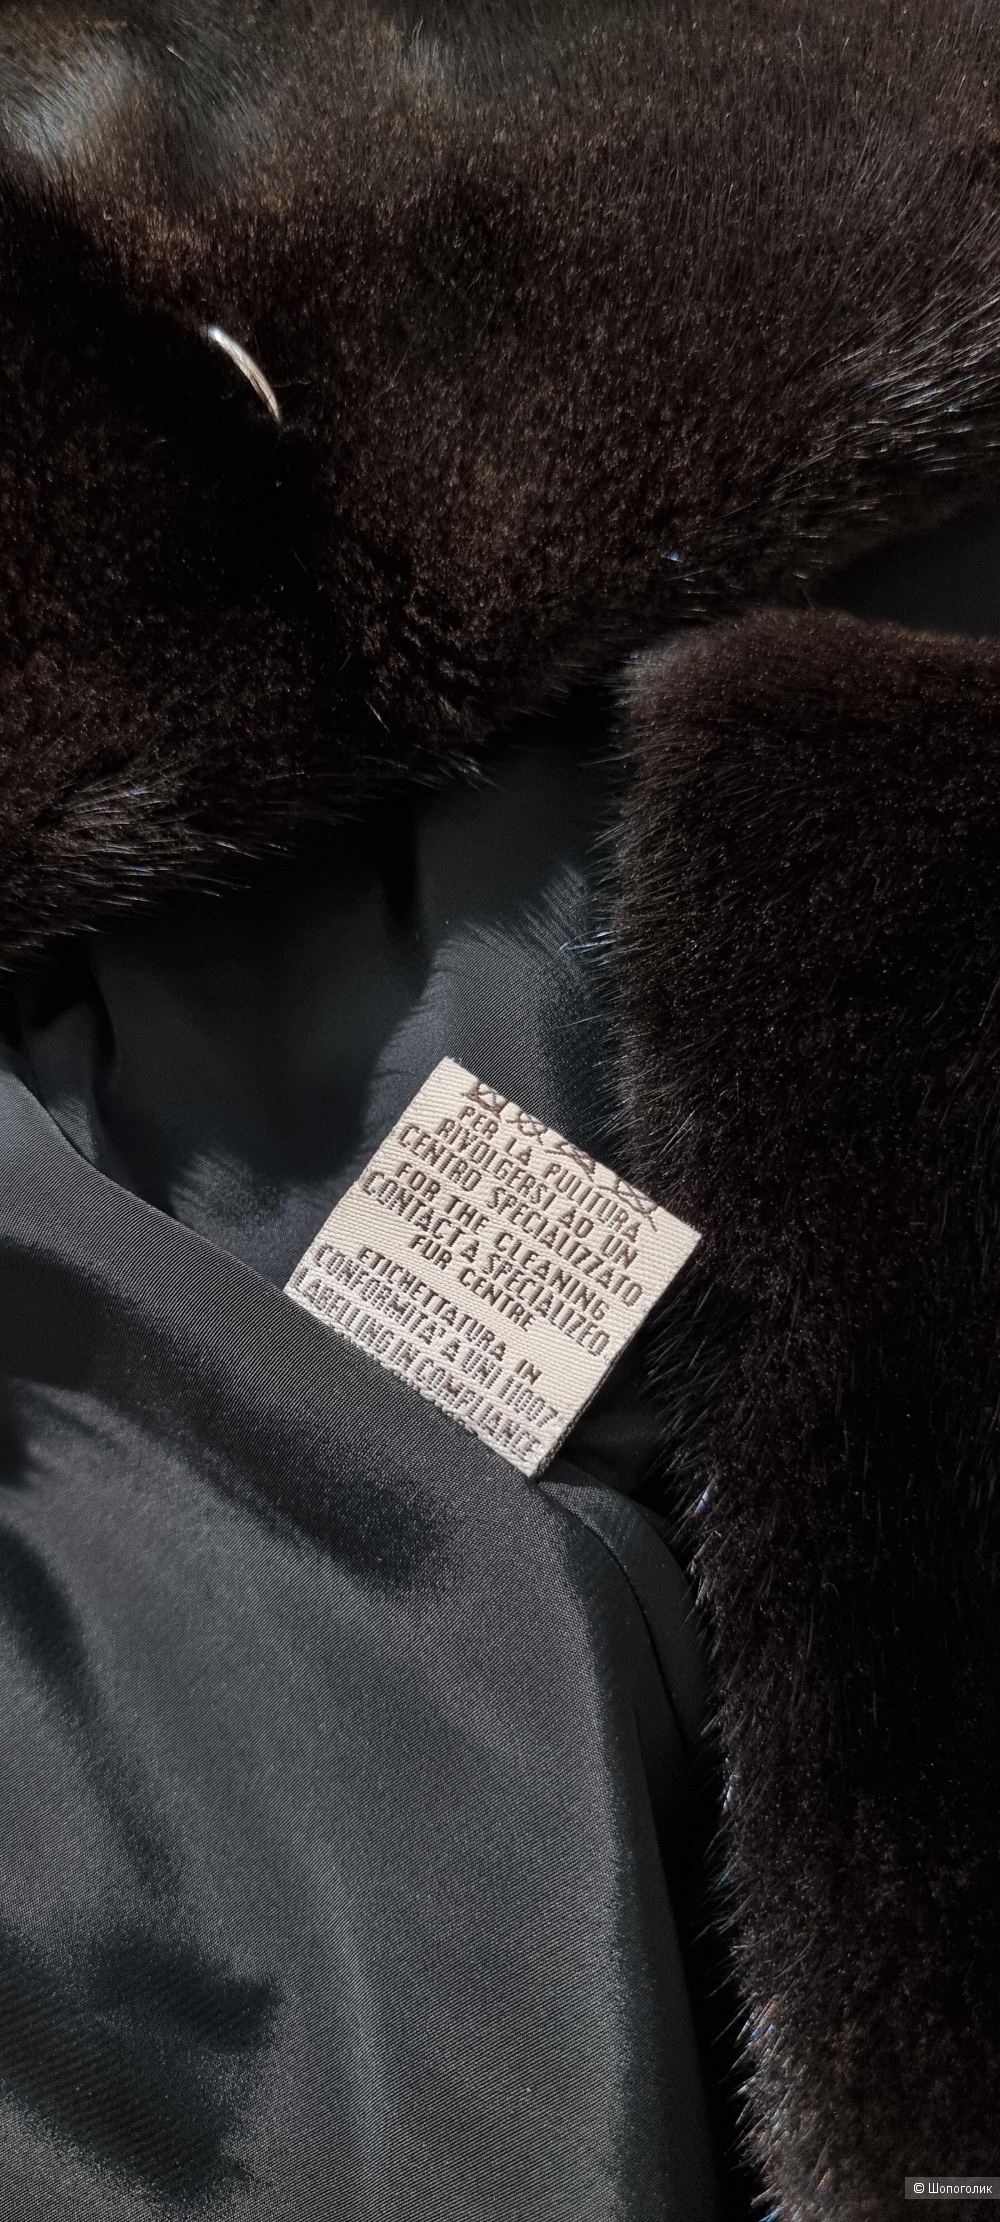 PER LA PULITURA
RIVOLGERSI AD UN
CENTRO SPECIALIZZATO
FOR THE CLEANING
CONTACT A SPECIALIZED
FUR CENTRE
ETICHETTATURA IN
CONFORMITA' A UNI 11007
LABELLING IN COMPLIANCE
© Шопоголик